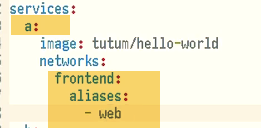 services:
  a:
    image: tutum/hello-world
    networks:
      frontend:
        aliases:
          - web